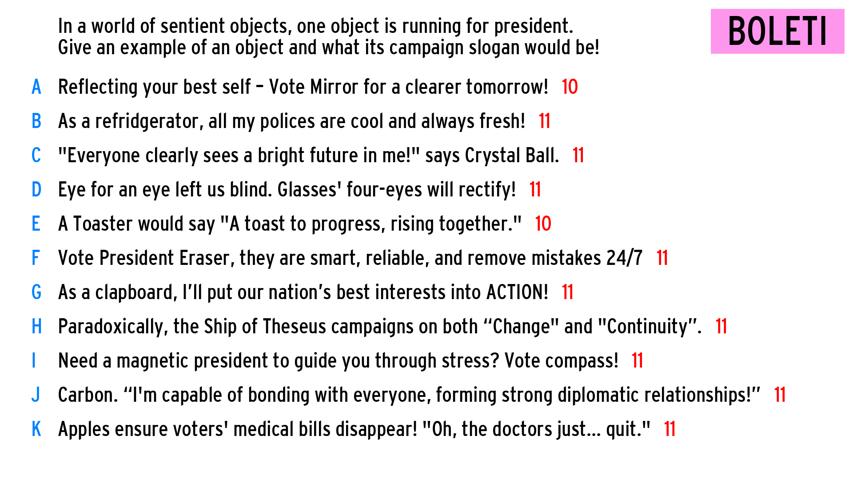 In a world of sentient objects, one object is running for president.
Give an example of an object and what its campaign slogan would be!
BOLETI
A Reflecting your best self – Vote Mirror for a clearer tomorrow! 10
B As a refridgerator, all my polices are cool and always fresh! 11
C "Everyone clearly sees a bright future in me!" says Crystal Ball. 11
D Eye for an eye left us blind. Glasses' four-eyes will rectify! 11
E A Toaster would say "A toast to progress, rising together." 10
F Vote President Eraser, they are smart, reliable, and remove mistakes 24/7 11
G As a clapboard, I’ll put our nation’s best interests into ACTION! 11
H Paradoxically, the Ship of Theseus campaigns on both “Change" and "Continuity”. 11
I Need a magnetic president to guide you through stress? Vote compass! 11
J Carbon. “I'm capable of bonding with everyone, forming strong diplomatic relationships!” 11
K Apples ensure voters' medical bills disappear! "Oh, the doctors just... quit." 11